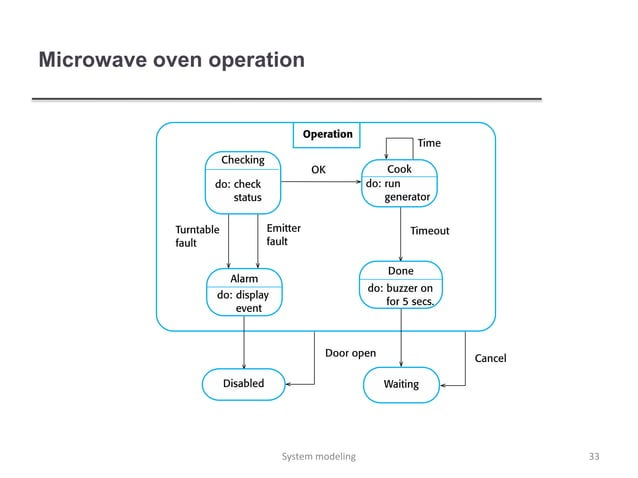 Microwave oven operation
Operation
Time
Checking
do: check
status
OK
Cook
do: run
generator
Turntable
fault
Emitter
fault
Timeout
Alarm
do: display
event
Done
do: buzzer on
for 5 secs.
Door open
Cancel
Disabled
Waiting
System modeling
33